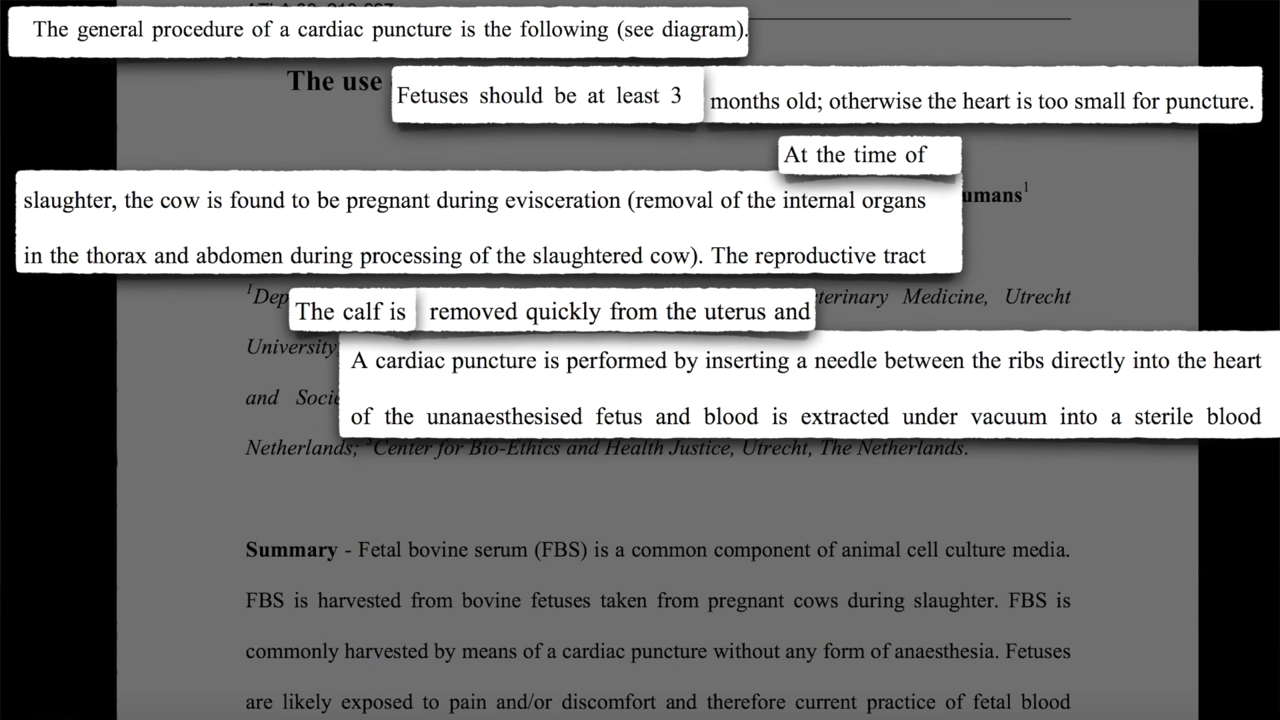 The general procedure of a cardiac puncture is the following (see diagram).
The use
Fetuses should be at least 3 months old; otherwise the heart is too small for puncture.
At the time of
umans1
slaughter, the cow is found to be pregnant during evisceration (removal of the internal organs
in the thorax and abdomen during processing of the slaughtered cow). The reproductive tract
1Dep
terinary Medicine, Utrecht
The calf is removed quickly from the uterus and
University
A cardiac puncture is performed by inserting a needle between the ribs directly into the heart
and Socie
of the unanaesthesised fetus and blood is extracted under vacuum into a sterile blood
Netherlands; 3Center for Bio-Ethics and Health Justice, Utrecht, The Netherlands.
Summary - Fetal bovine serum (FBS) is a common component of animal cell culture media.
FBS is harvested from bovine fetuses taken from pregnant cows during slaughter. FBS is
commonly harvested by means of a cardiac puncture without any form of anaesthesia. Fetuses
are likely exposed to pain and/or discomfort and therefore current practice of fetal blood